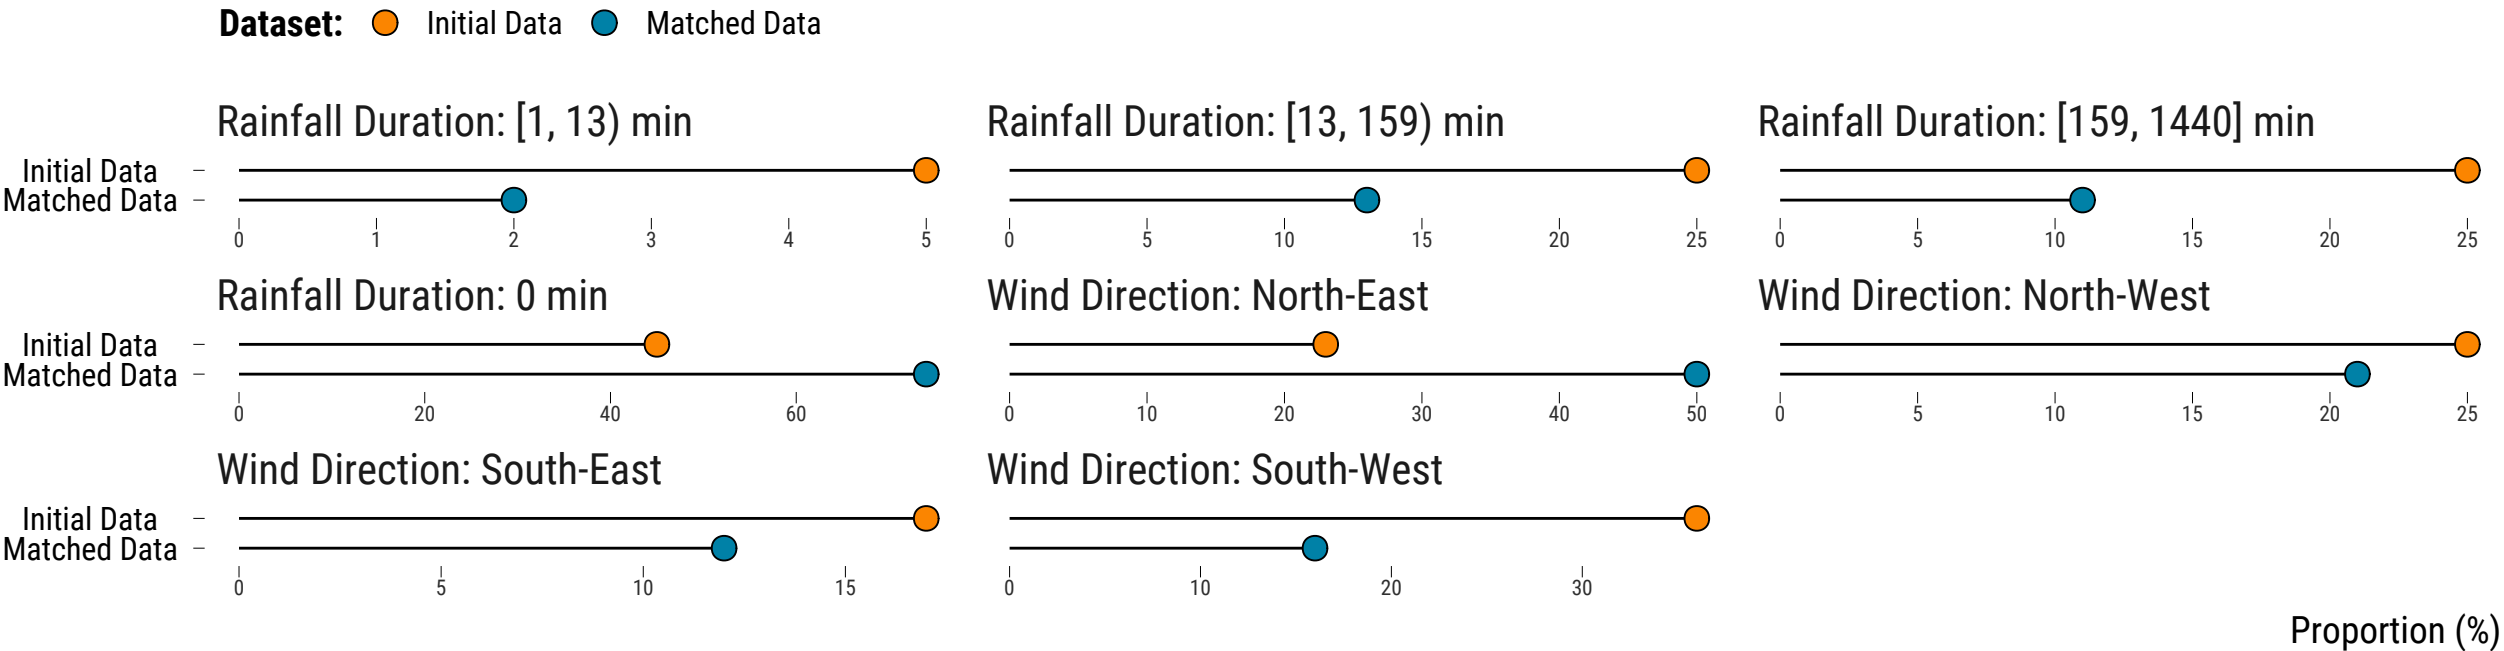 Dataset: Initial Data Matched Data
Rainfall Duration: [1, 13) min Rainfall Duration: [13, 159) min Rainfall Duration: [159, 1440] min
Initial Data
Matched Data
0 1 2 3 4 5 0 5 10 15 20 25 0 5 10 15 20 25
Rainfall Duration: 0 min Wind Direction: North-East Wind Direction: North-West
Initial Data
Matched Data
0 20 40 60 0 10 20 30 40 50 0 5 10 15 20 25
Wind Direction: South-East Wind Direction: South-West
Initial Data
Matched Data
0 5 10 15 0 10 20 30
Proportion (%)